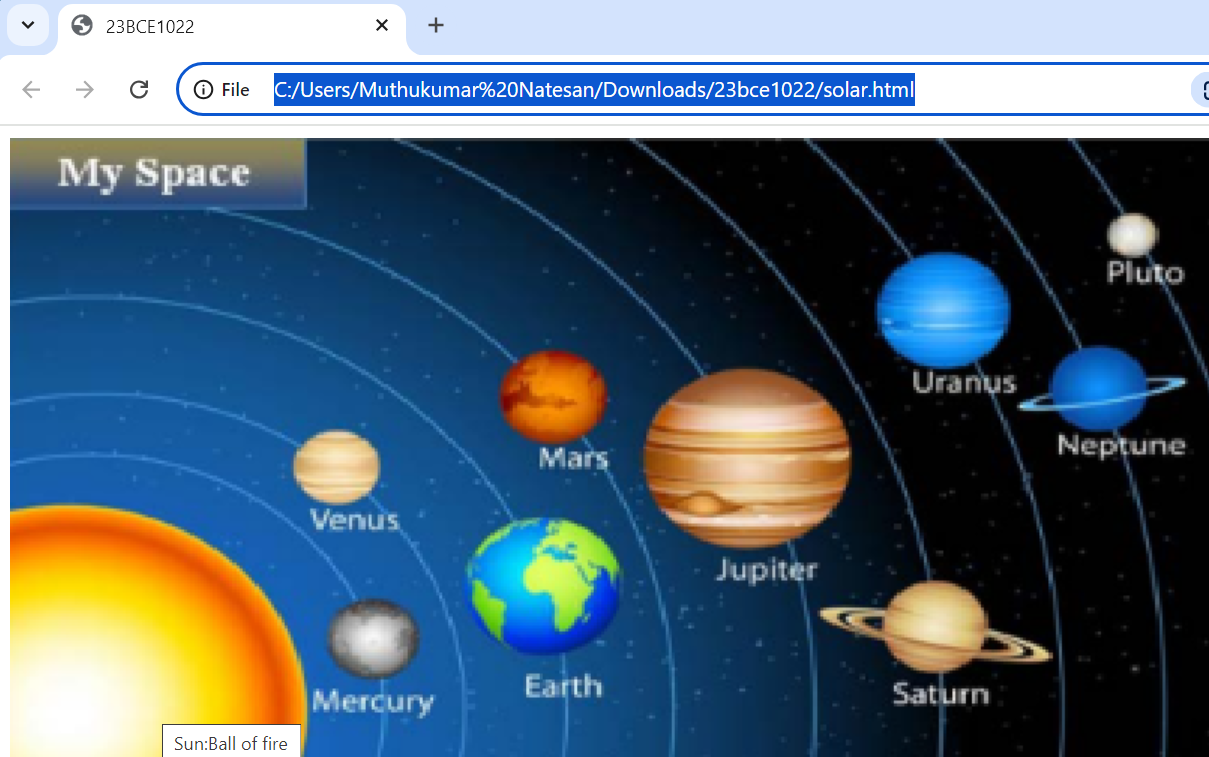 23BCE1022
File C:/Users/Muthukumar%20Natesan/Downloads/23bce1022/solar.html
My Space
Pluto
Uranus
Neptune
Mars
Venus
Jupiter
Earth
Saturn
Mercury
Sun:Ball of fire